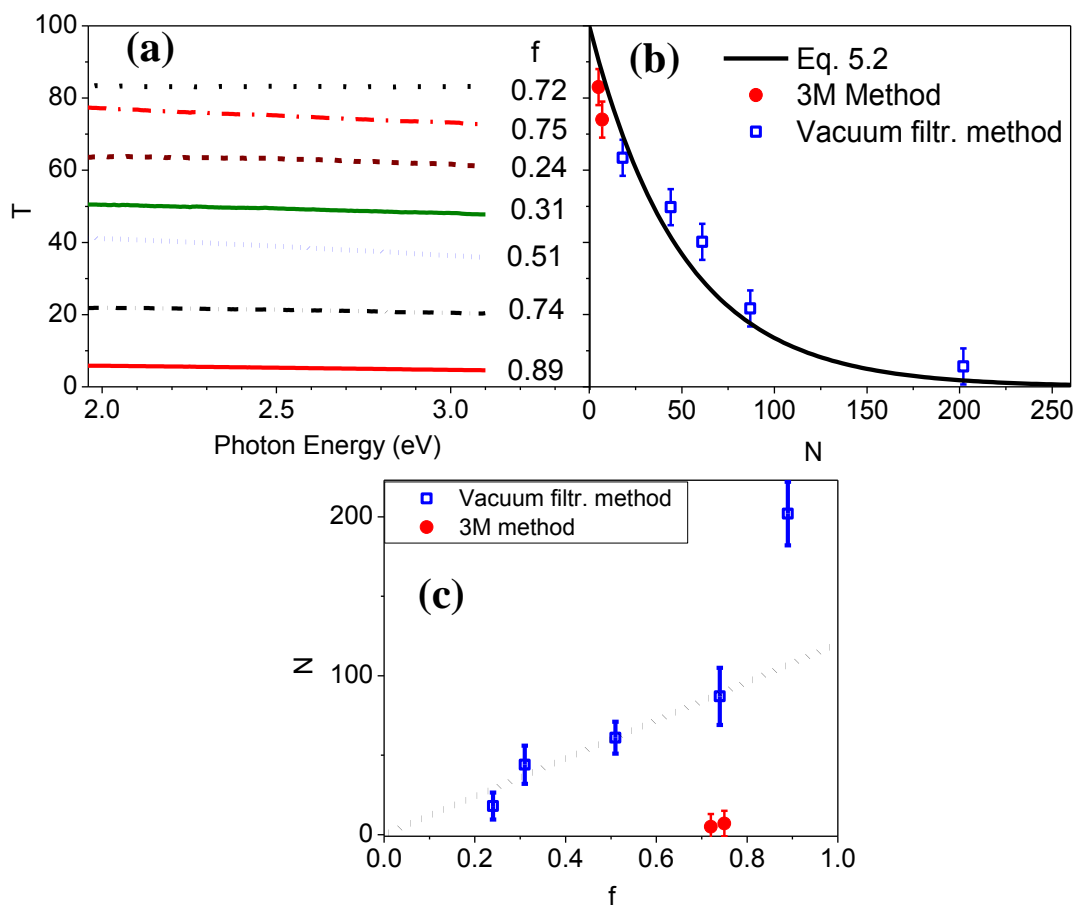 (a)
f
100
80
60
40
20
0
T
0.72
0.75
0.24
0.31
0.51
0.74
0.89
2.0 2.5 3.0
Photon Energy (eV)
(b)
Eq. 5.2
3M Method
Vacuum filtr. method
0 50 100 150 200 250
N
Vacuum filtr. method
3M method
(c)
200
100
0
N
0.0 0.2 0.4 0.6 0.8 1.0
f